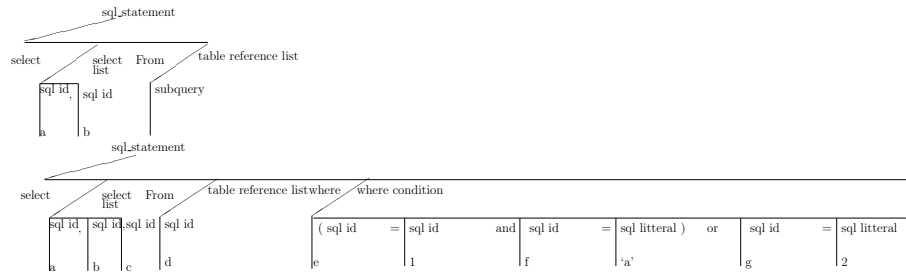 sql_statement
select select list From table reference list
sql id, sql id subquery
a b
sql_statement
select select list From table reference list where where condition
sql id, sql id, sql id sql id ( sql id = sql id and sql id = sql litteral ) or sql id = sql litteral
a b c d e 1 f ‘a’ g 2